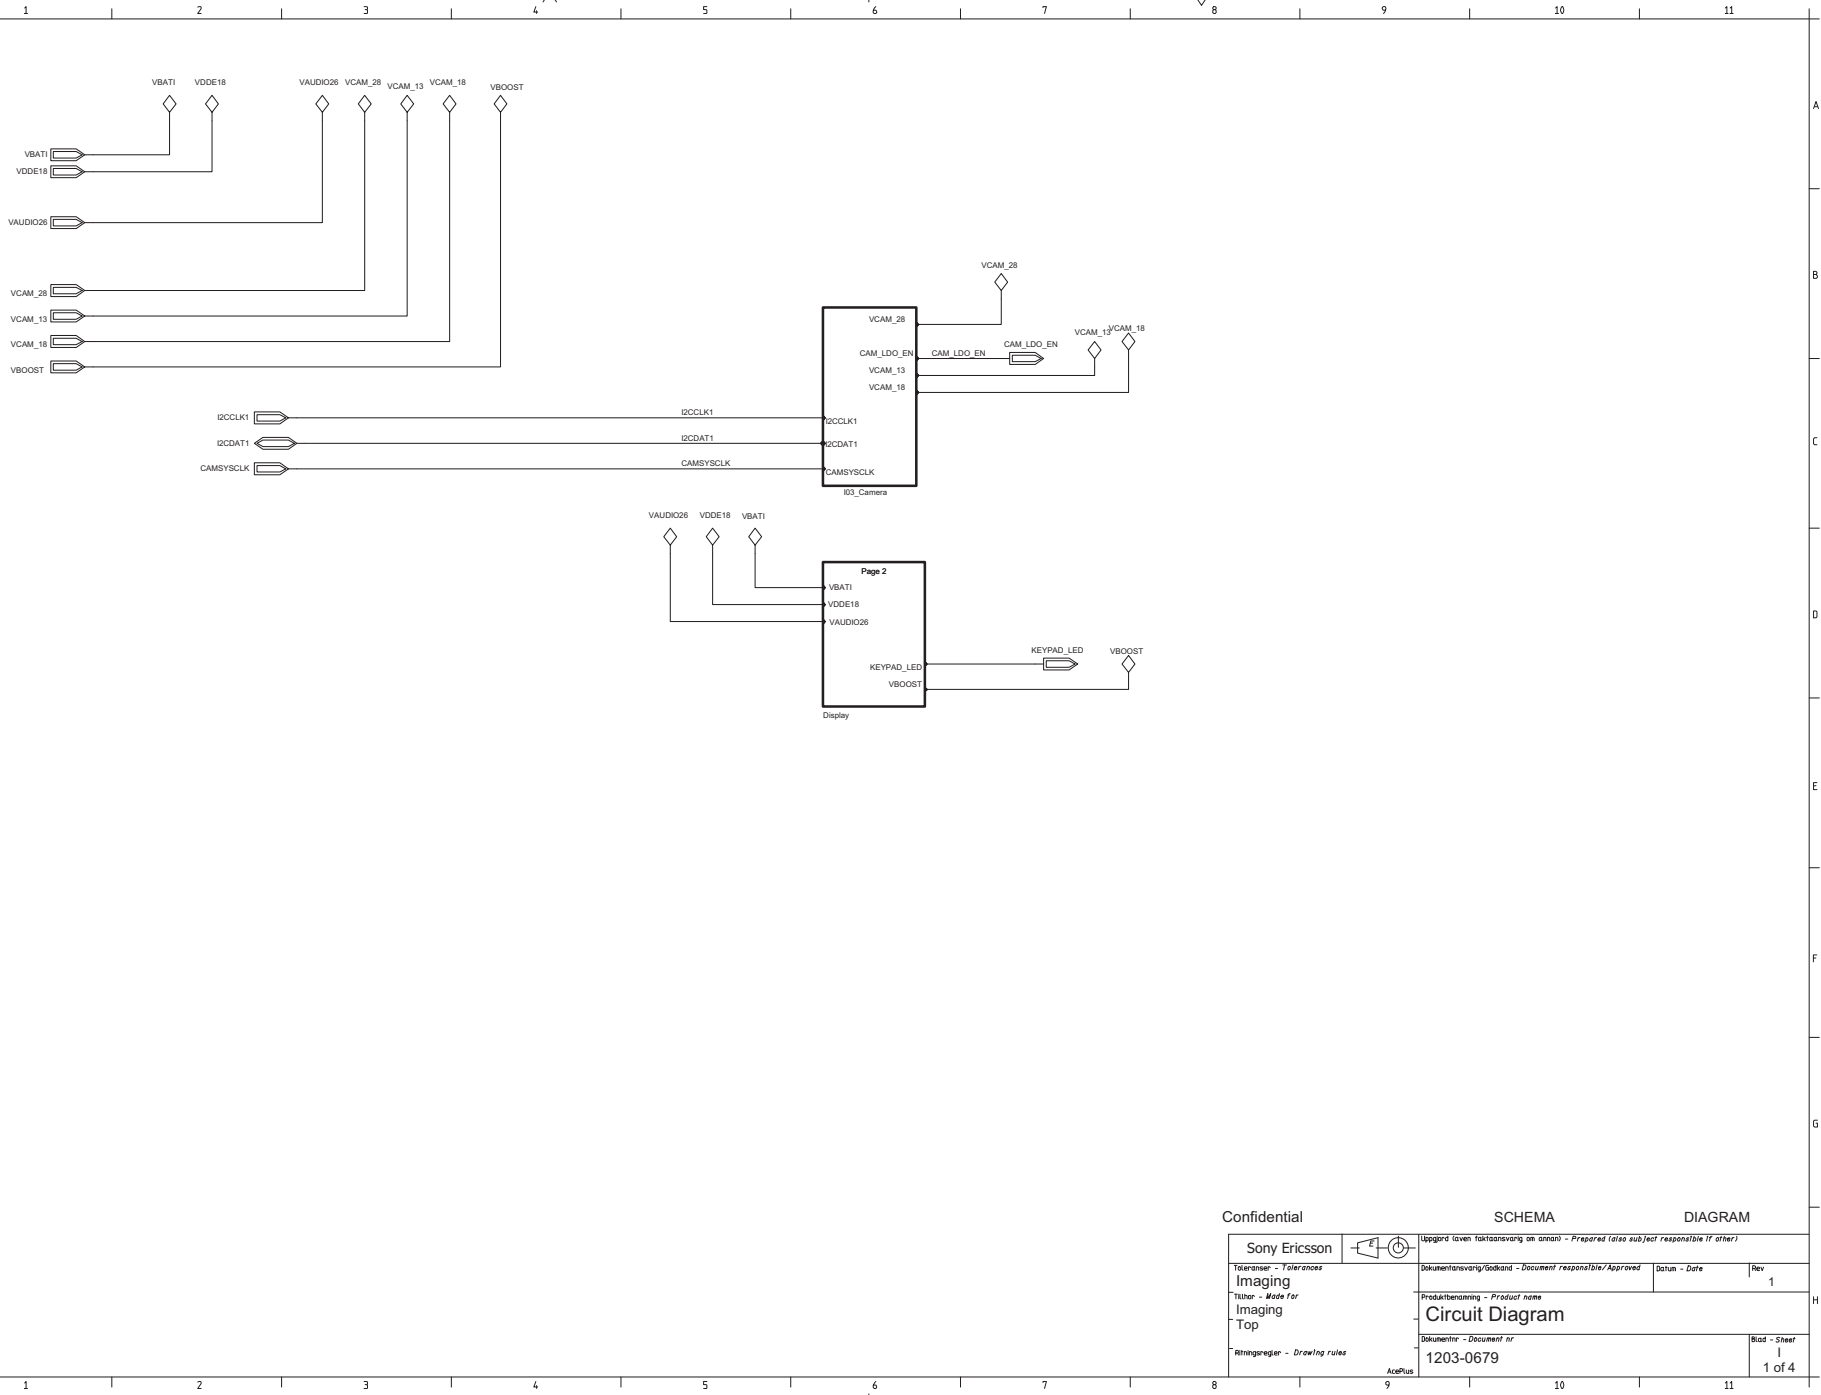 1 2 3 4 5 6 7 8 9 10 11
VBATI VDDE18 VAUDIO26 VCAM_28 VCAM_13 VCAM_18 VBOOST
A
VBATI
VDDE18
VAUDIO26
VCAM_28
B
VCAM_28
VCAM_13
VCAM_18
VBOOST
VCAM_28
CAM_LDO_EN CAM_LDO_EN CAM_LDO_EN
VCAM_13 VCAM_18
VCAM_13
VCAM_18
I2CCLK1 I2CCLK1 I2CCLK1
I2CDAT1 I2CDAT1 I2CDAT1
C
CAMSYSCLK CAMSYSCLK CAMSYSCLK
I03_Camera
VAUDIO26 VDDE18 VBATI
Page 2
VBATI
VDDE18
VAUDIO26
D
KEYPAD_LED KEYPAD_LED
VBOOST VBOOST
Display
E
F
G
Confidential SCHEMA DIAGRAM
Sony Ericsson
E
Uppgjord (aven faktaansvarig om annan) - Prepared (also subject responsible if other)
Toleranser - Tolerances
Imaging
Dokumentansvarig/Godkand - Document responsible/Approved
Datum - Date
Rev
1
Tillhor - Made for
Imaging
Top
Produktbenamning - Product name
Circuit Diagram
H
Ritningsregler - Drawing rules
AcePlus
Dokumentnr - Document nr
1203-0679
Blad - Sheet
I
1 of 4
1 2 3 4 5 6 7 8 9 10 11